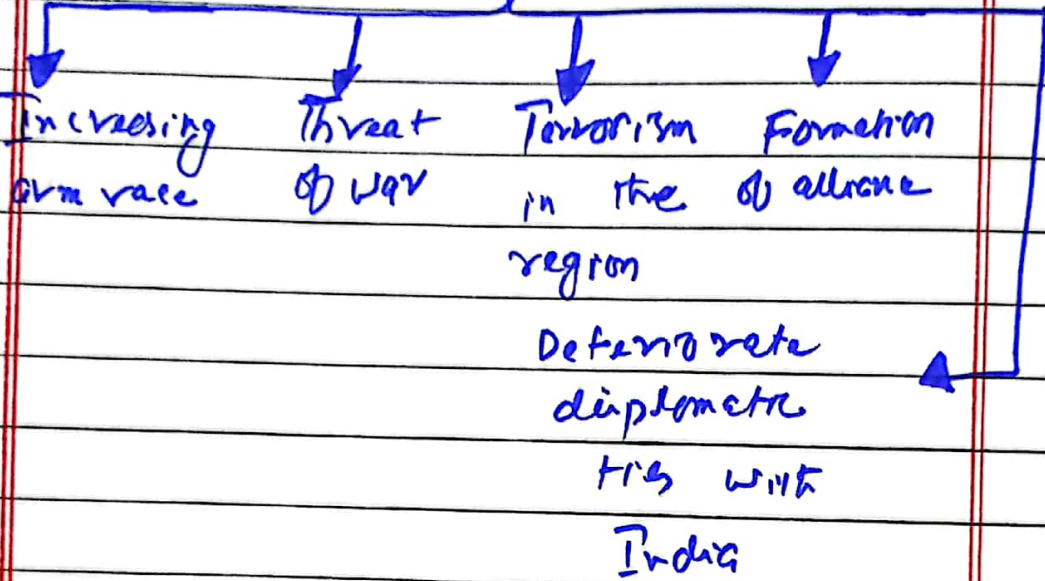 Increasing Threat Terrorism Formation
arm race of war in the of alliance
region
Deteriorate
diplomatic
ties with
India